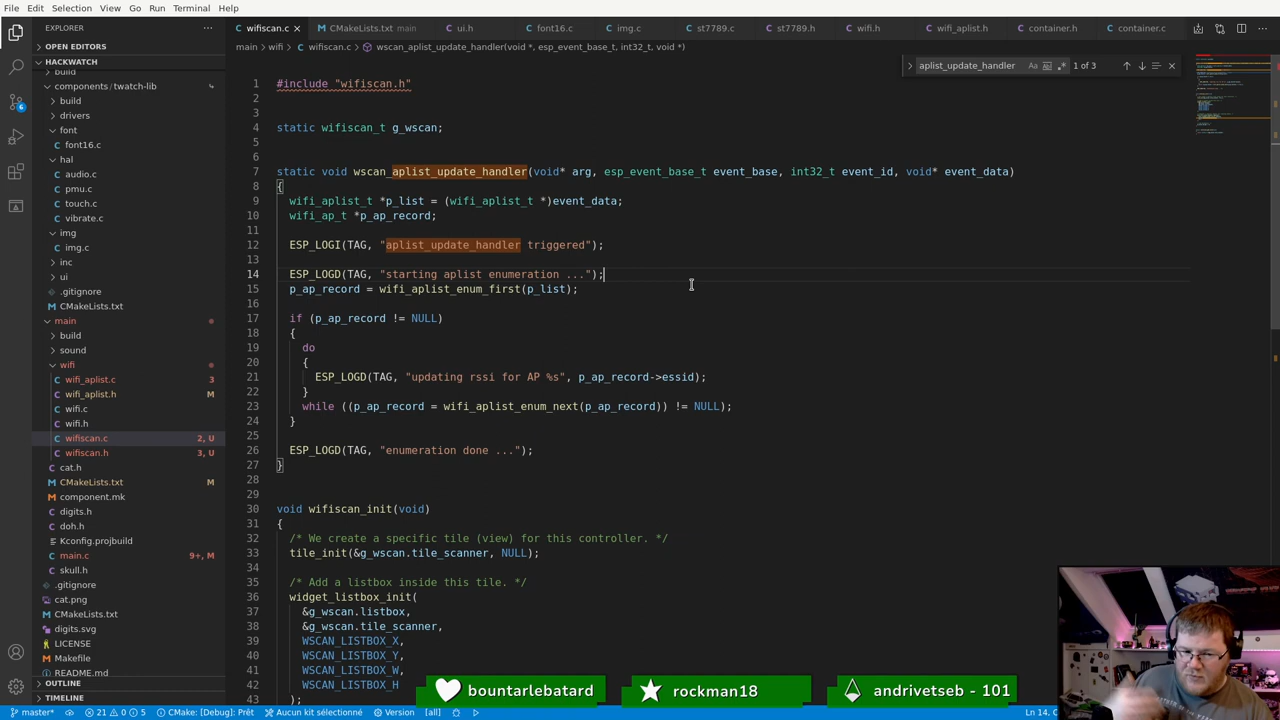 File Edit Selection View Go Run Terminal Help
EXPLORER
OPEN EDITORS
HACKWATCH
build
components / twatch-lib
build
drivers
font
font16.c
hal
audio.c
pmu.c
touch.c
vibrate.c
img
img.c
inc
ui
.gitignore
CMakeLists.txt
main
build
sound
wifi
wifi_aplist.c 3
wifi_aplist.h M
wifi.c
wifi.h
wifiscan.c 2, U
wifiscan.h 3, U
cat.h
CMakeLists.txt M
component.mk
digits.h
doh.h
Kconfig.projbuild
main.c 9+, M
skull.h
.gitignore
cat.png
CMakeLists.txt
digits.svg
LICENSE
Makefile
README.md
OUTLINE
TIMELINE
6
wifiscan.c CMakeLists.txt main ui.h font16.c img.c st7789.c st7789.h wifi.h wifi_aplist.h container.h container.c
main > wifi > wifiscan.c > wscan_aplist_update_handler(void *, esp_event_base_t, int32_t, void *)
aplist_update_handler Aa ab .* 1 of 3
1 #include "wifiscan.h"
2
3
4 static wifiscan_t g_wscan;
5
6
7 static void wscan_aplist_update_handler(void* arg, esp_event_base_t event_base, int32_t event_id, void* event_data)
8 {
9 wifi_aplist_t *p_list = (wifi_aplist_t *)event_data;
10 wifi_ap_t *p_ap_record;
11
12 ESP_LOGI(TAG, "aplist_update_handler triggered");
13
14 ESP_LOGD(TAG, "starting aplist enumeration ...");
15 p_ap_record = wifi_aplist_enum_first(p_list);
16
17 if (p_ap_record != NULL)
18 {
19 do
20 {
21 ESP_LOGD(TAG, "updating rssi for AP %s", p_ap_record->essid);
22 }
23 while ((p_ap_record = wifi_aplist_enum_next(p_ap_record)) != NULL);
24 }
25
26 ESP_LOGD(TAG, "enumeration done ...");
27 }
28
29
30 void wifiscan_init(void)
31 {
32 /* We create a specific tile (view) for this controller. */
33 tile_init(&g_wscan.tile_scanner, NULL);
34
35 /* Add a listbox inside this tile. */
36 widget_listbox_init(
37 &g_wscan.listbox,
38 &g_wscan.tile_scanner,
39 WSCAN_LISTBOX_X,
40 WSCAN_LISTBOX_Y,
41 WSCAN_LISTBOX_W,
42 WSCAN_LISTBOX_H
43 );
bountarlebatard
rockman18
andrivetseb - 101
master* 21 0 5 CMake: [Debug]: Prêt Aucun kit sélectionné Version [all] Ln 14,